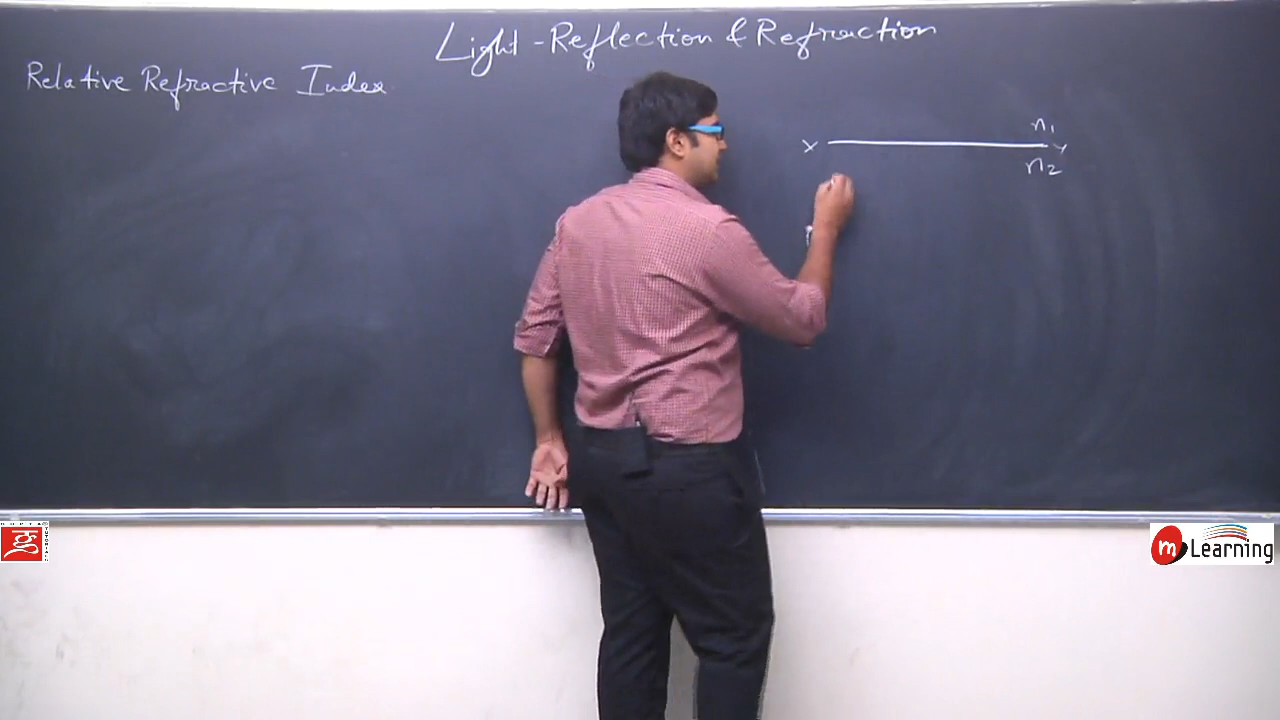 Light - Reflection & Refraction
Relative Refractive Index
n1
X Y
n2
m Learning